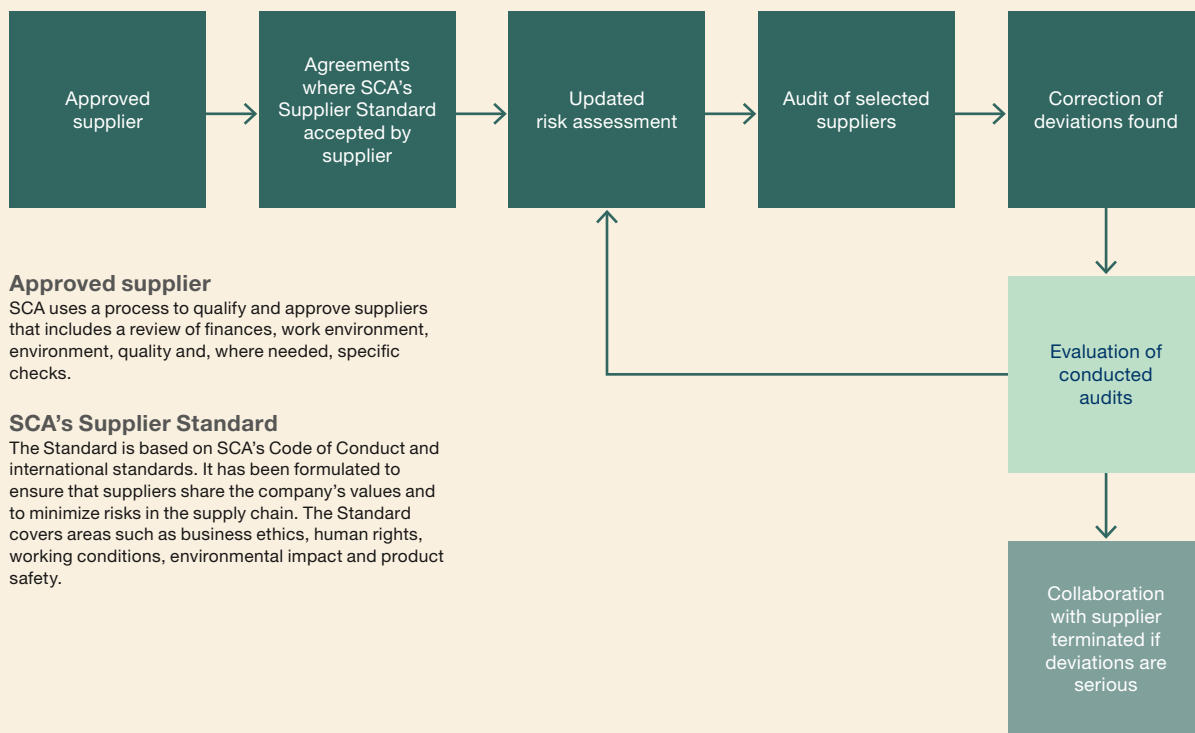 Approved
supplier
Agreements
where SCA’s
Supplier Standard
accepted by
supplier
Updated
risk assessment
Audit of selected
suppliers
Correction of
deviations found
Approved supplier
SCA uses a process to qualify and approve suppliers
that includes a review of finances, work environment,
environment, quality and, where needed, specific
checks.
SCA’s Supplier Standard
The Standard is based on SCA’s Code of Conduct and
international standards. It has been formulated to
ensure that suppliers share the company’s values and
to minimize risks in the supply chain. The Standard
covers areas such as business ethics, human rights,
working conditions, environmental impact and product
safety.
Evaluation of
conducted
audits
Collaboration
with supplier
terminated if
deviations are
serious